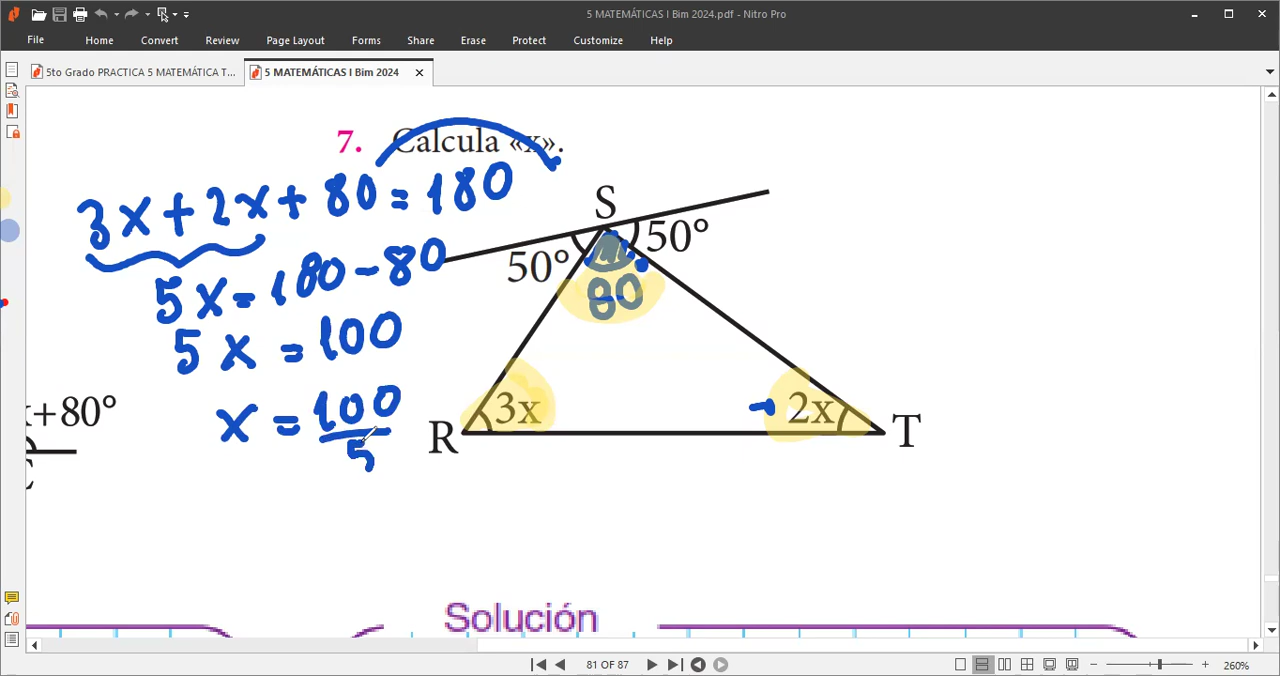 5 MATEMÁTICAS I Bim 2024.pdf - Nitro Pro
File Home Convert Review Page Layout Forms Share Erase Protect Customize Help
5to Grado PRACTICA 5 MATEMÁTICA T... 5 MATEMÁTICAS I Bim 2024
7. Calcula «x».
3x + 2x + 80 = 180
5x = 180 - 80
5x = 100
x = 100/5
S
50°
50°
80
3x
2x
R
T
x+80°
C
Solución
81 OF 87
260%